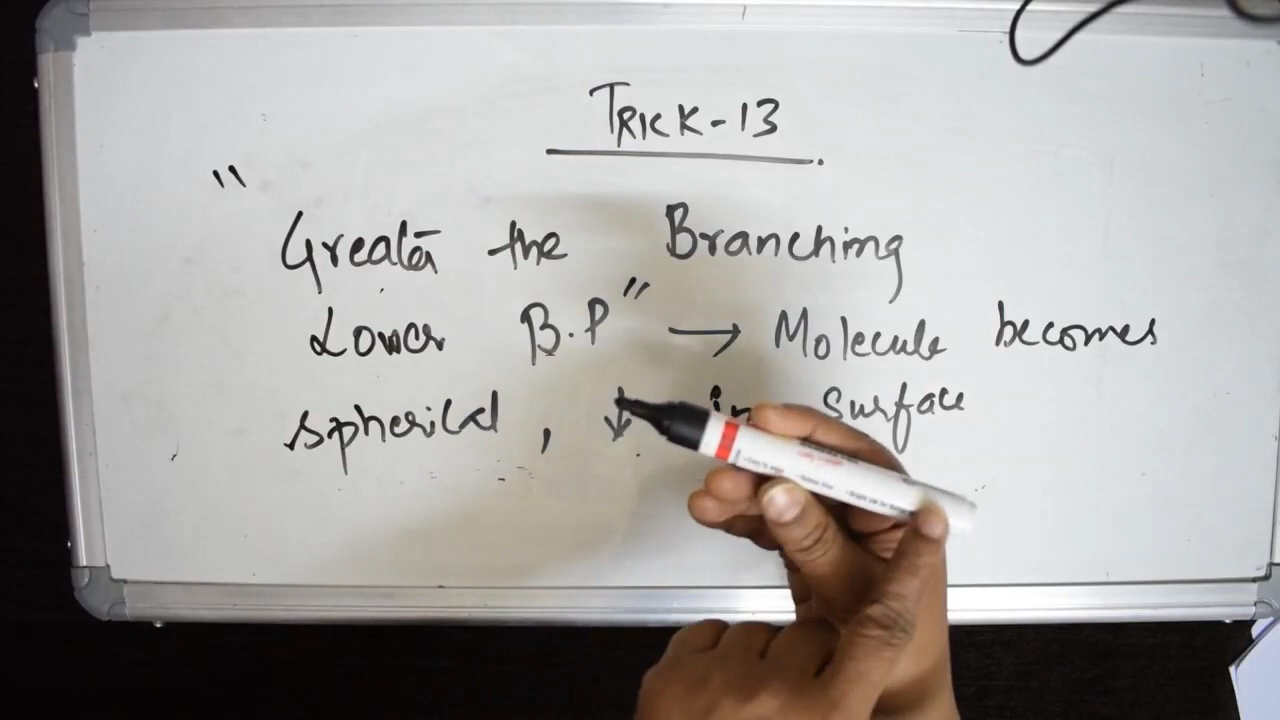 TRICK-13
"Greater the Branching
Lower B.P" → Molecule becomes
spherical, ↓ in surface